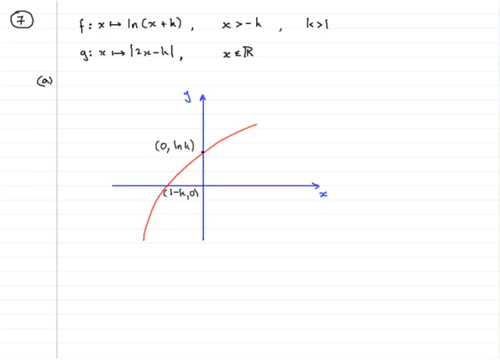 7 f: x ↦ ln(x+k), x > -k, k > 1
g: x ↦ |2x-k|, x ∈ ℝ
(a)
y
(0, ln k)
(1-k, 0)
x